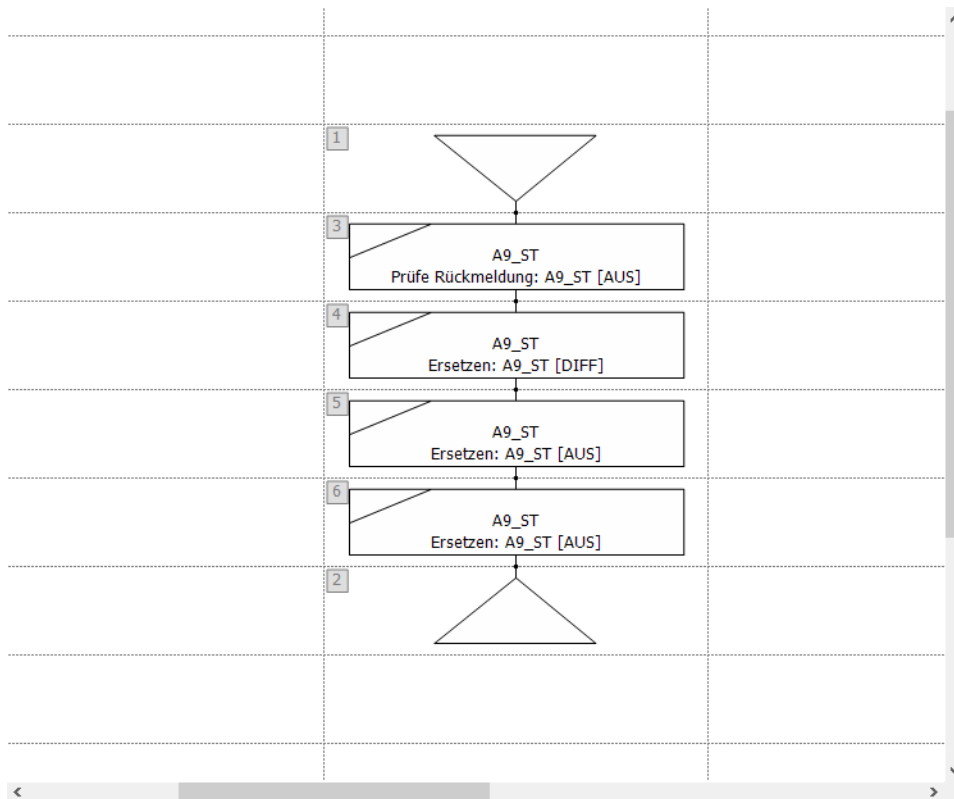 1
3
A9_ST
Prüfe Rückmeldung: A9_ST [AUS]
4
A9_ST
Ersetzen: A9_ST [DIFF]
5
A9_ST
Ersetzen: A9_ST [AUS]
6
A9_ST
Ersetzen: A9_ST [AUS]
2